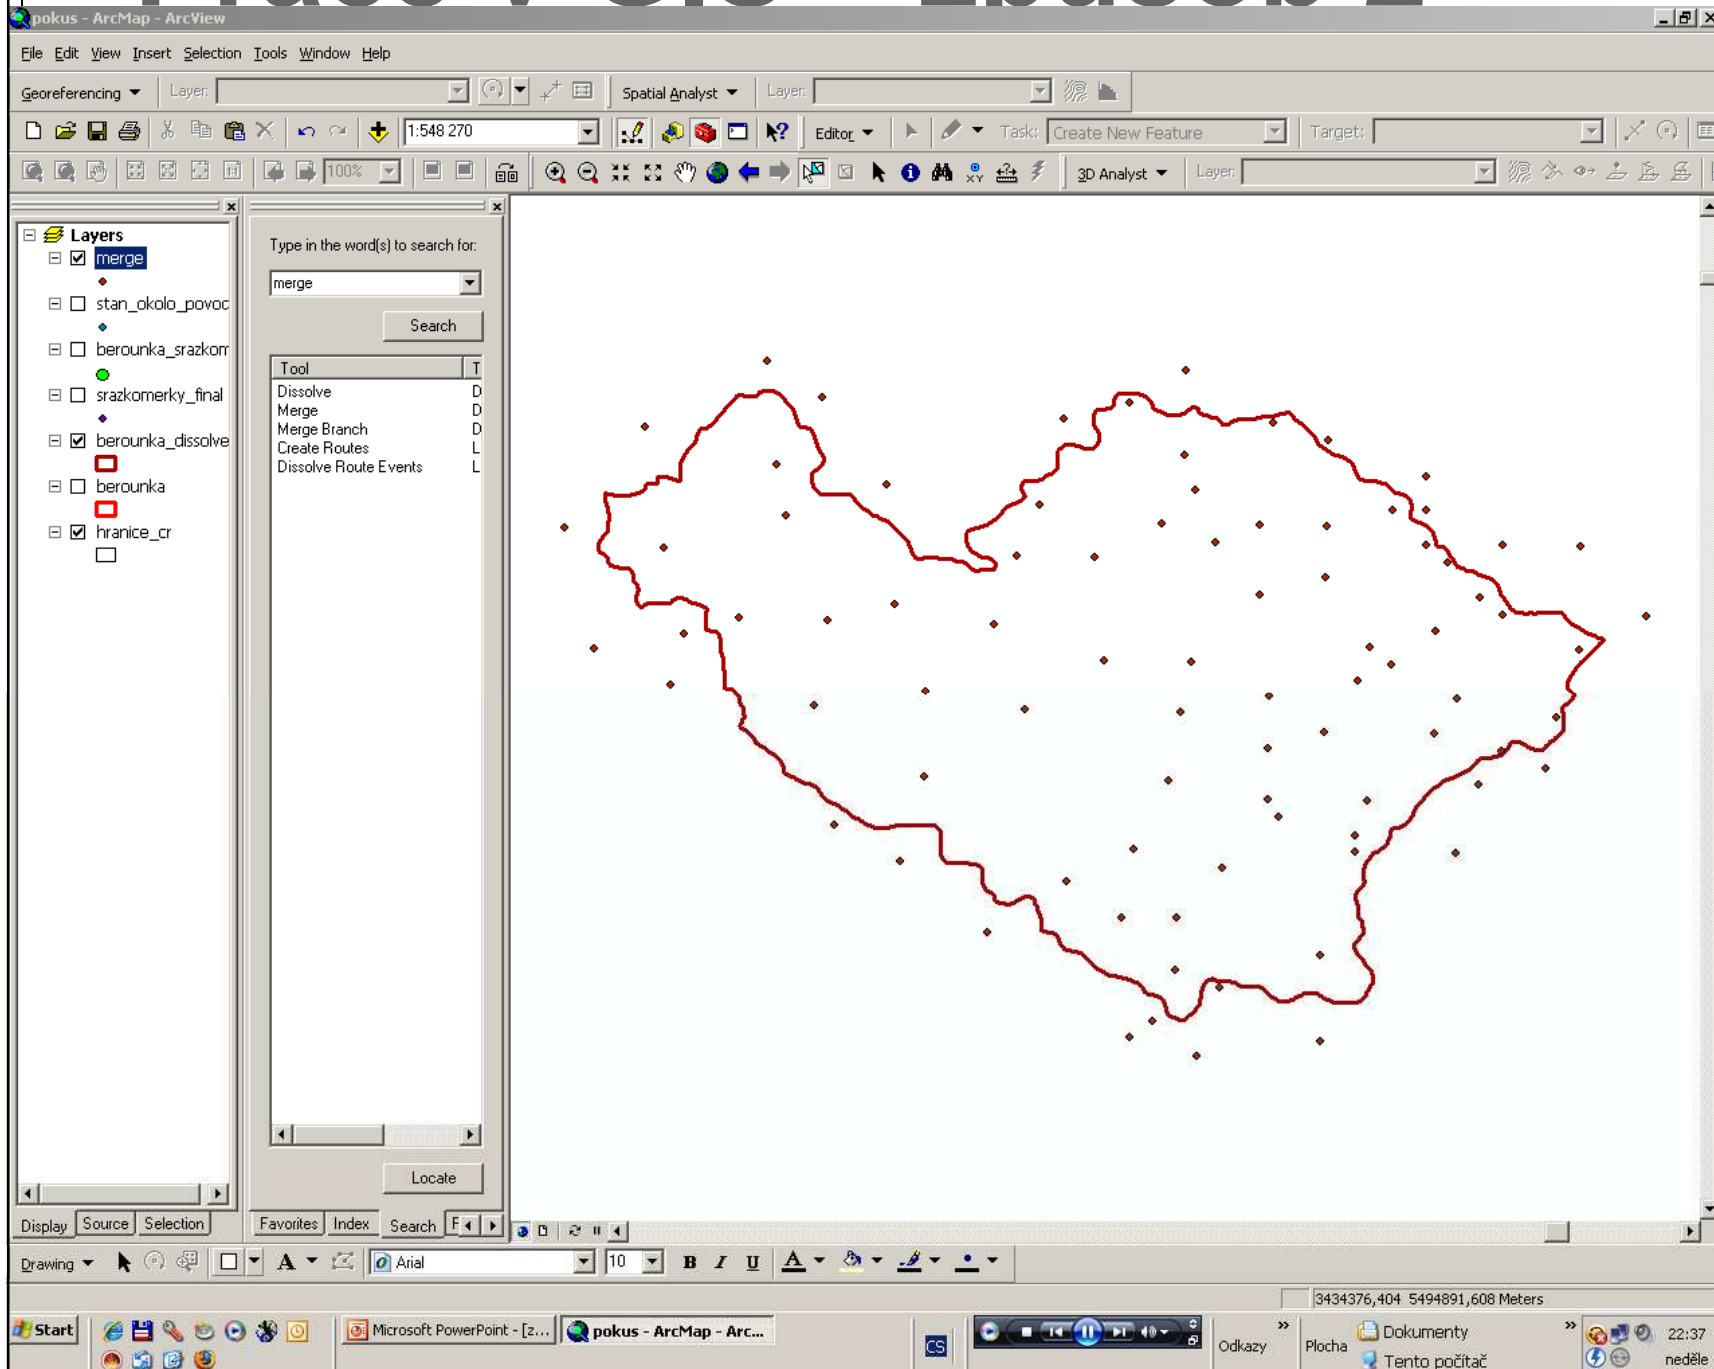 Práce v GIS - způsob 2
pokus - ArcMap - ArcView
File Edit View Insert Selection Tools Window Help
Georeferencing Layer: Spatial Analyst Layer:
1:548 270 Editor Task: Create New Feature Target:
100% 3D Analyst Layer:
Layers
merge
stan_okolo_povoc
berounka_srazkom
srazkomerky_final
berounka_dissolve
berounka
hranice_cr
Display Source Selection
Type in the word(s) to search for:
merge
Search
Tool T
Dissolve D
Merge D
Merge Branch D
Create Routes L
Dissolve Route Events L
Locate
Favorites Index Search F
Drawing A Arial 10 B I U A
3434376,404 5494891,608 Meters
Start Microsoft PowerPoint - [z... pokus - ArcMap - Arc... CS Odkazy Plocha Dokumenty 22:37
Tento počítač neděle